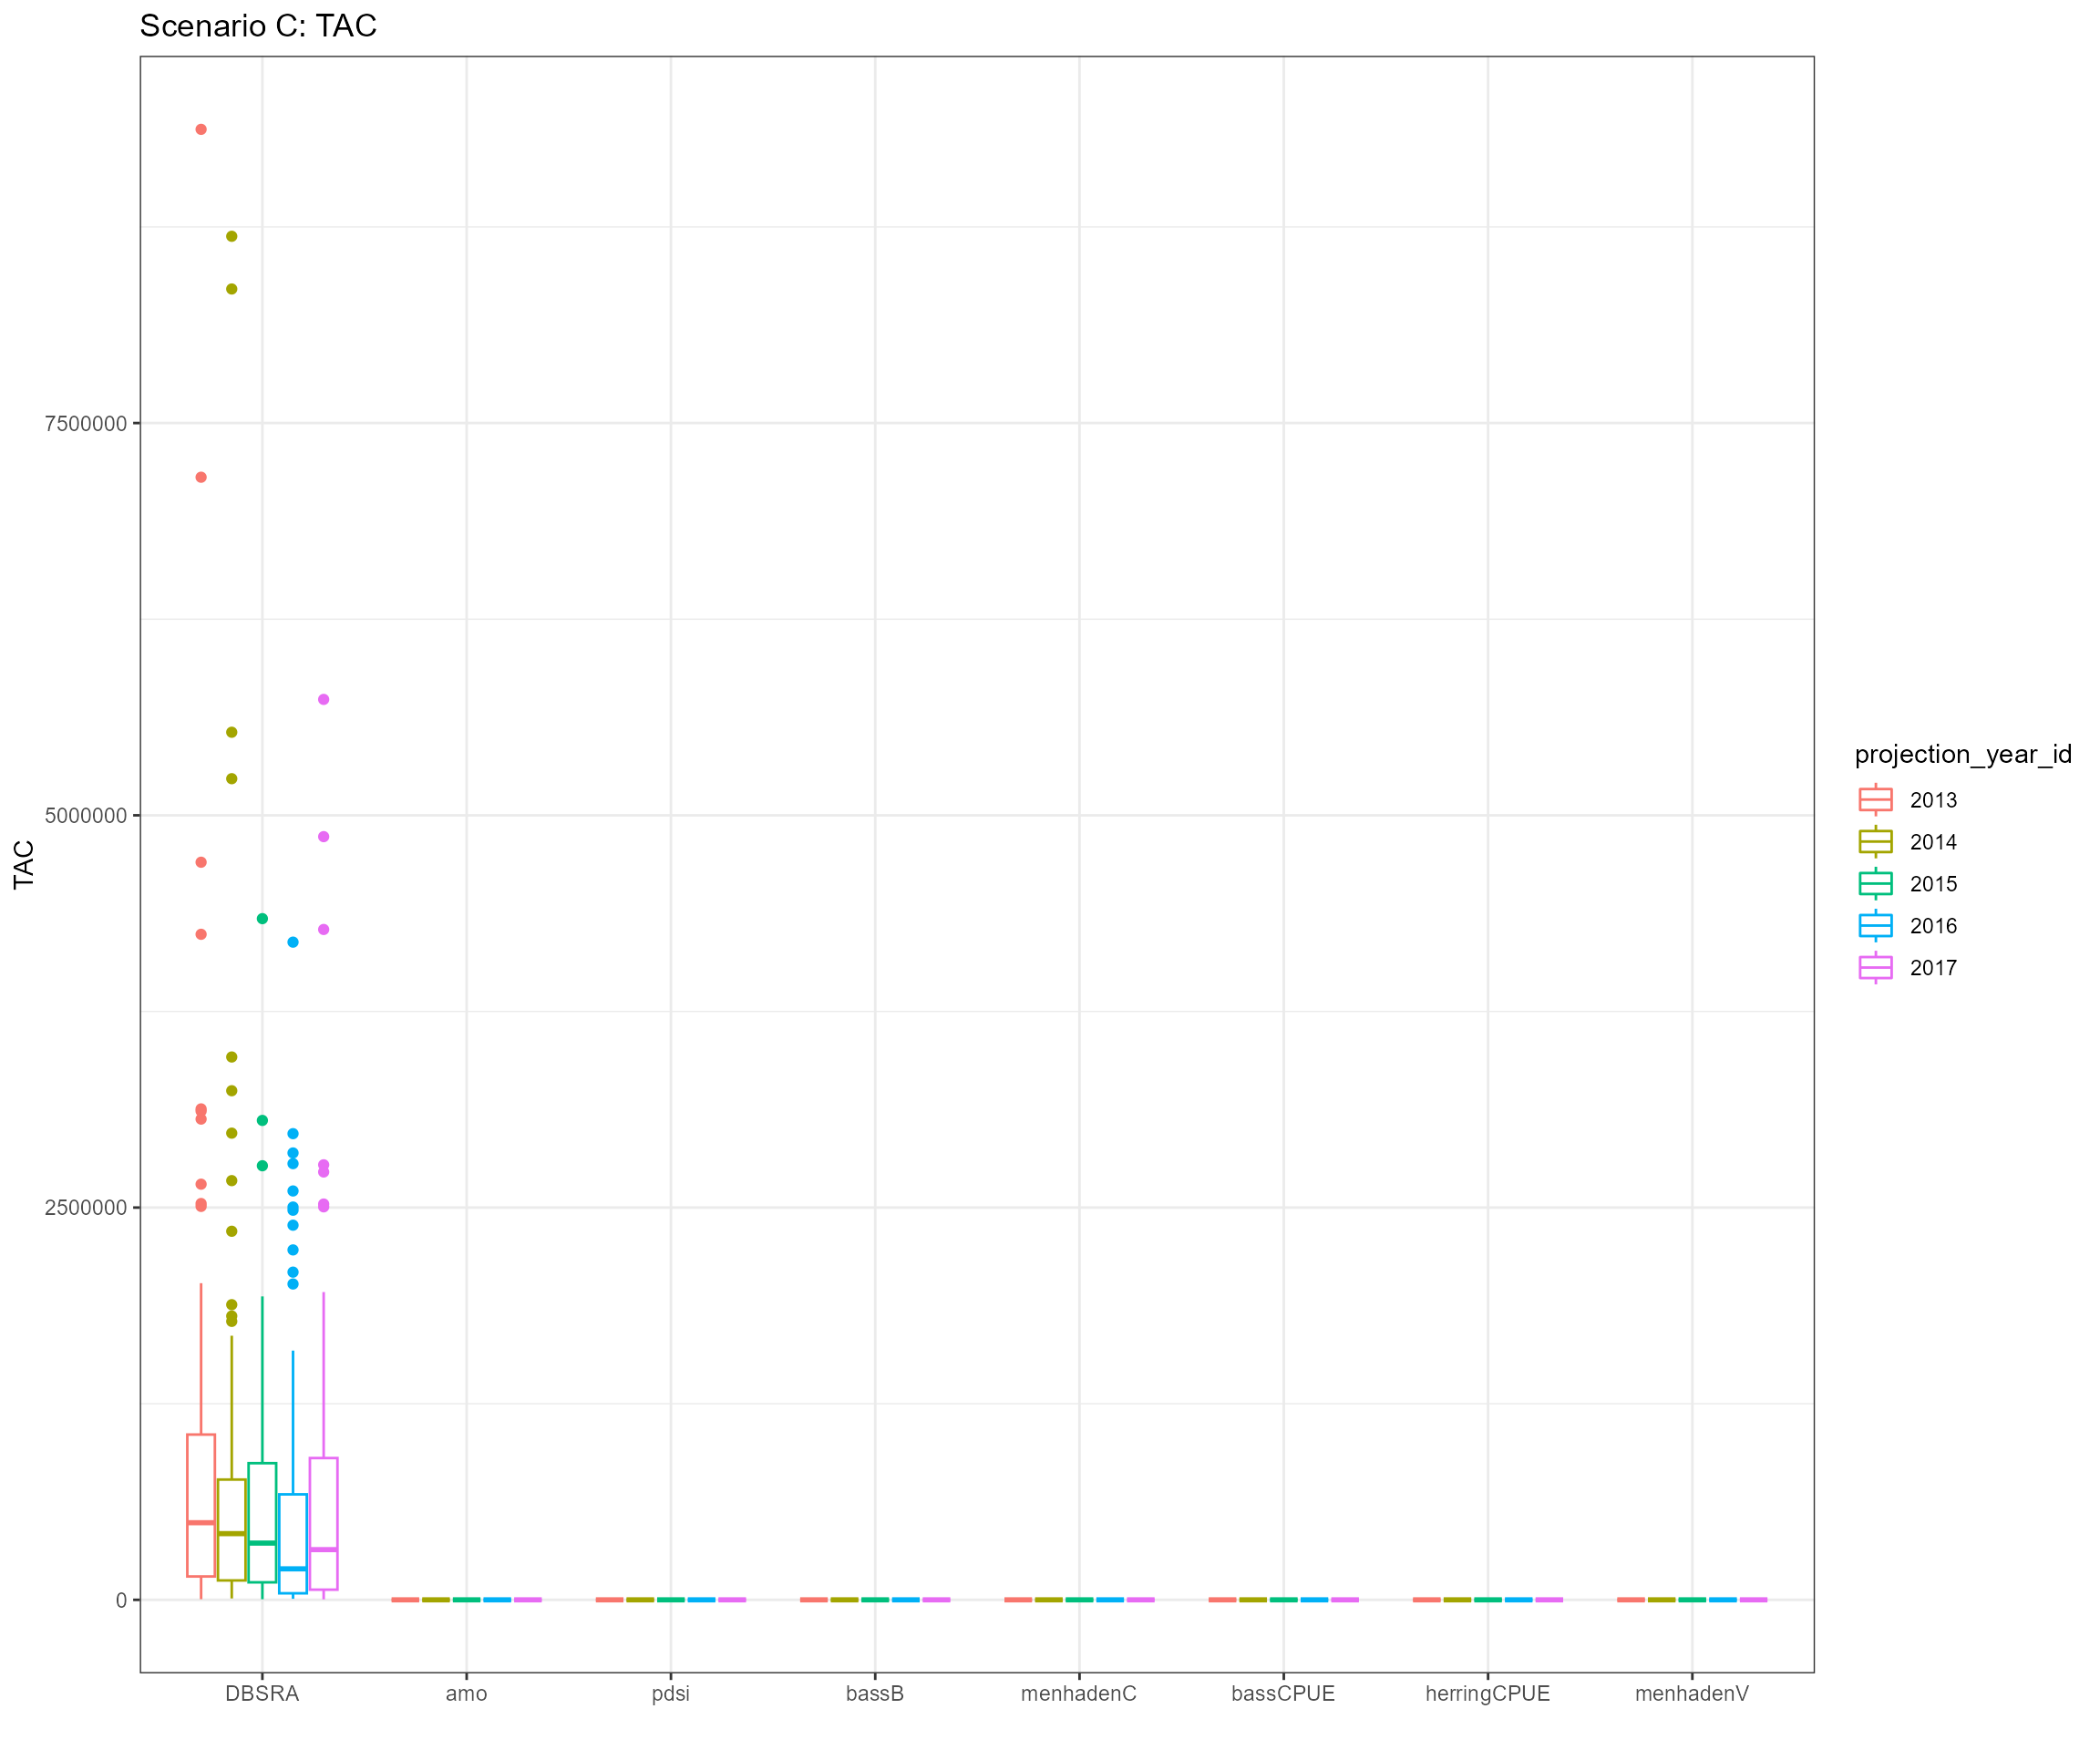 Scenario C: TAC
7500000
5000000
2500000
0
TAC
DBSRA amo pdsi bassB menhadenC bassCPUE herringCPUE menhadenV
projection_year_id
2013
2014
2015
2016
2017